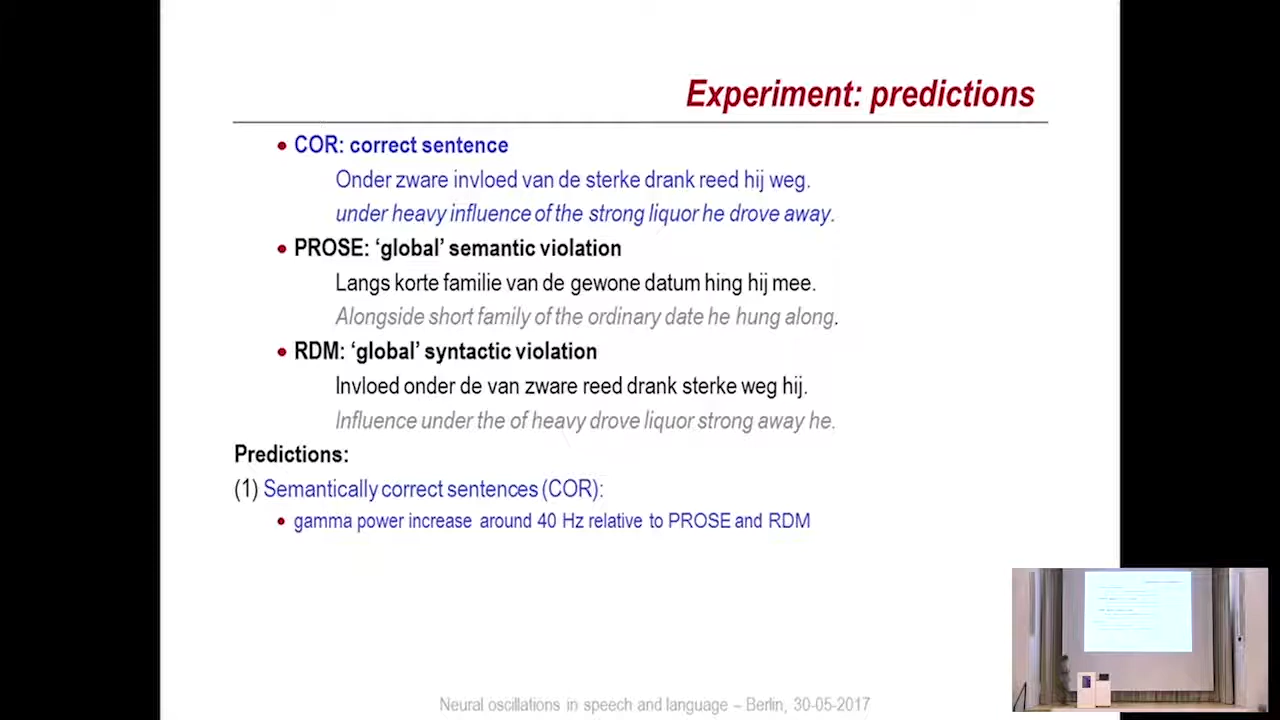 Experiment: predictions
• COR: correct sentence
Onder zware invloed van de sterke drank reed hij weg.
under heavy influence of the strong liquor he drove away.
• PROSE: ‘global’ semantic violation
Langs korte familie van de gewone datum hing hij mee.
Alongside short family of the ordinary date he hung along.
• RDM: ‘global’ syntactic violation
Invloed onder de van zware reed drank sterke weg hij.
Influence under the of heavy drove liquor strong away he.
Predictions:
(1) Semantically correct sentences (COR):
• gamma power increase around 40 Hz relative to PROSE and RDM
Neural oscillations in speech and language – Berlin, 30-05-2017